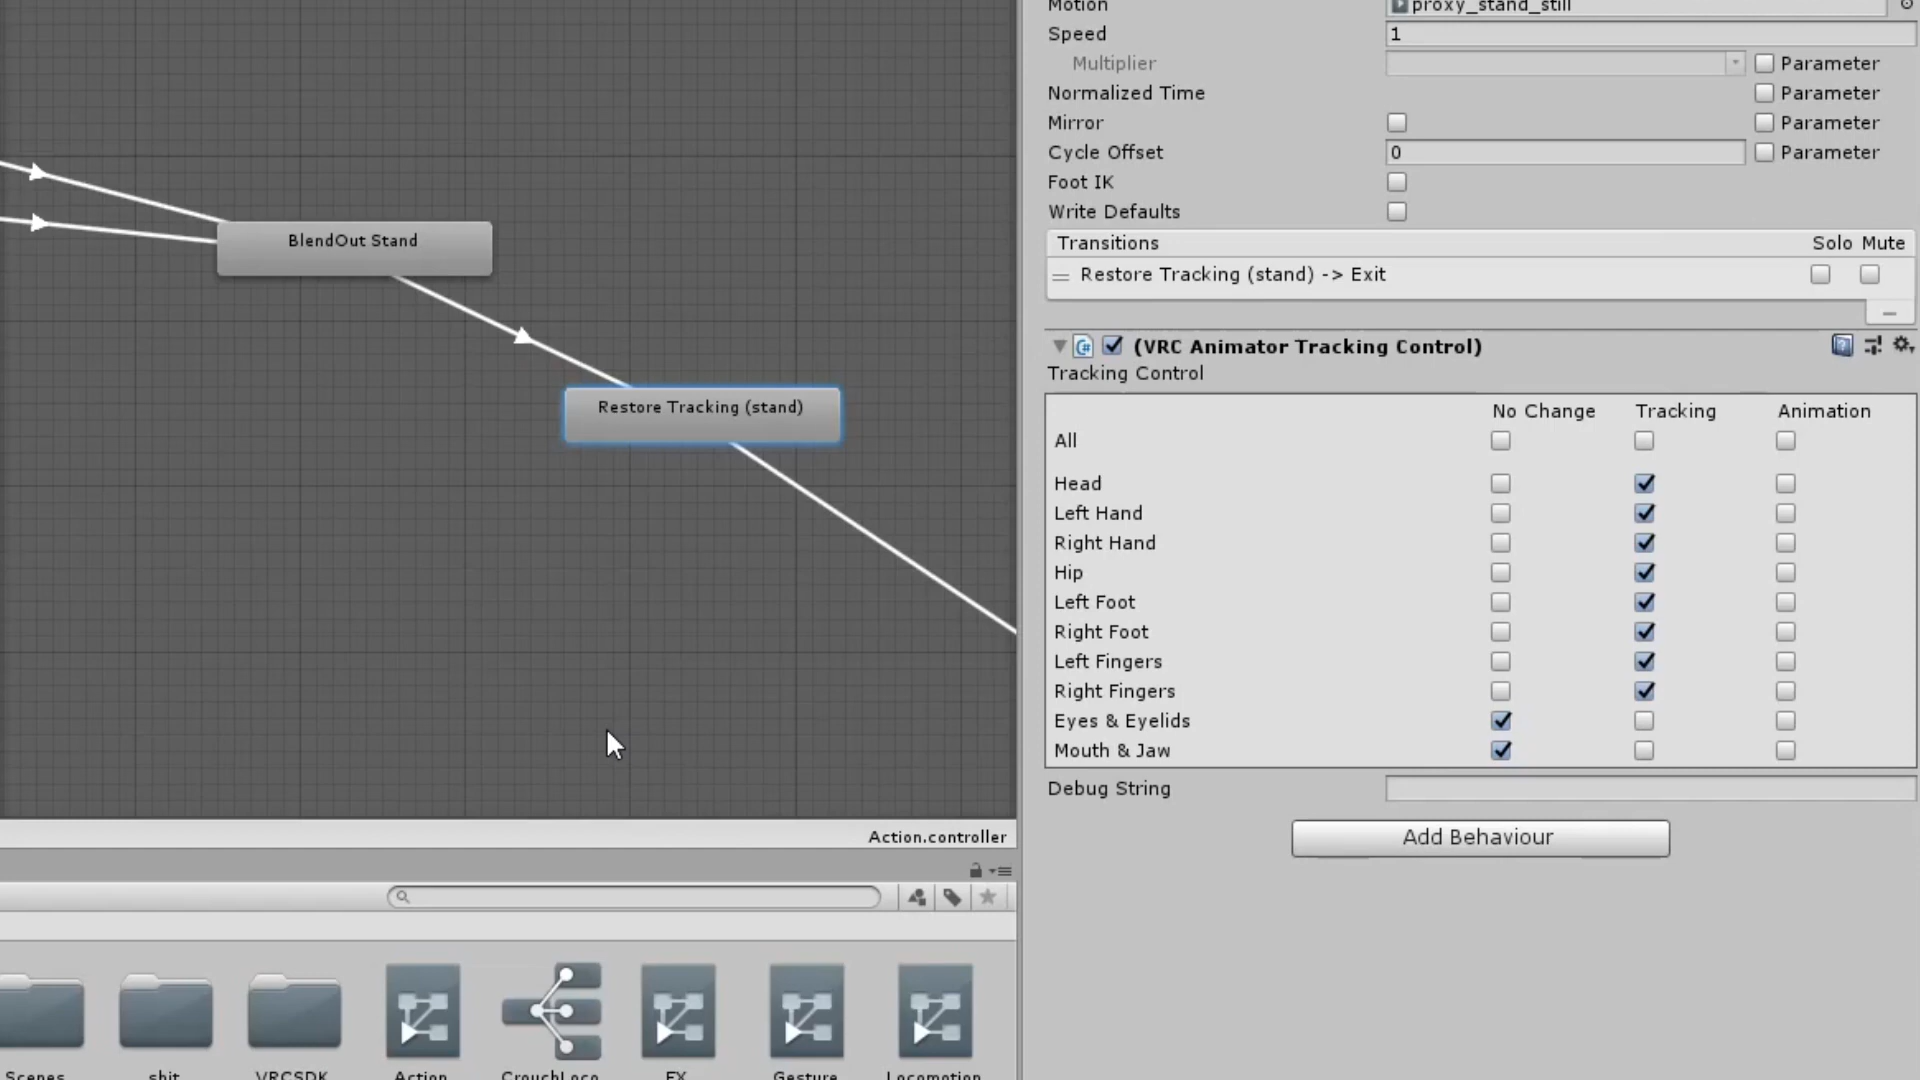 BlendOut Stand
Restore Tracking (stand)
Action.controller
Scenes
shit
VRCSDK
Action
CrouchLoco
FX
Gesture
Locomotion
Motion proxy_stand_still
Speed 1
Multiplier Parameter
Normalized Time Parameter
Mirror Parameter
Cycle Offset 0 Parameter
Foot IK
Write Defaults
Transitions Solo Mute
Restore Tracking (stand) -> Exit
(VRC Animator Tracking Control)
Tracking Control
No Change Tracking Animation
All
Head
Left Hand
Right Hand
Hip
Left Foot
Right Foot
Left Fingers
Right Fingers
Eyes & Eyelids
Mouth & Jaw
Debug String
Add Behaviour